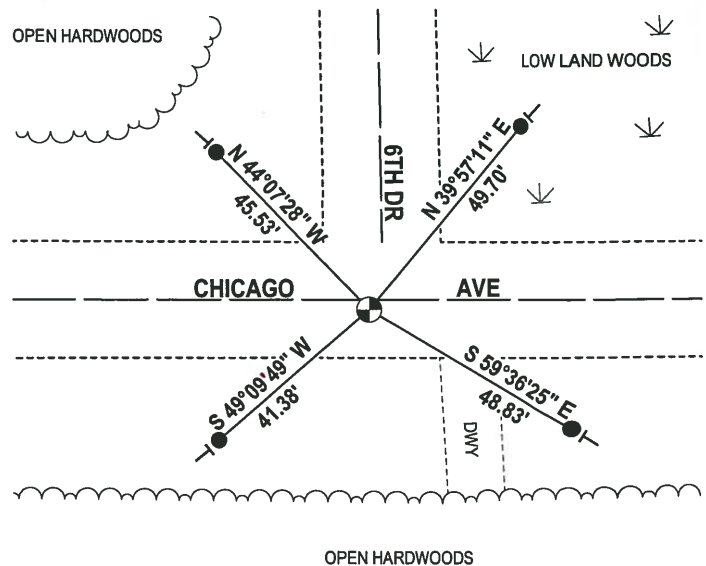 OPEN HARDWOODS
LOW LAND WOODS
N 44°07'28" W
45.53'
6TH DR
N 39°57'11" E
49.70'
CHICAGO AVE
S 49°09'49" W
41.38'
S 59°36'25" E
48.83'
DWY
OPEN HARDWOODS